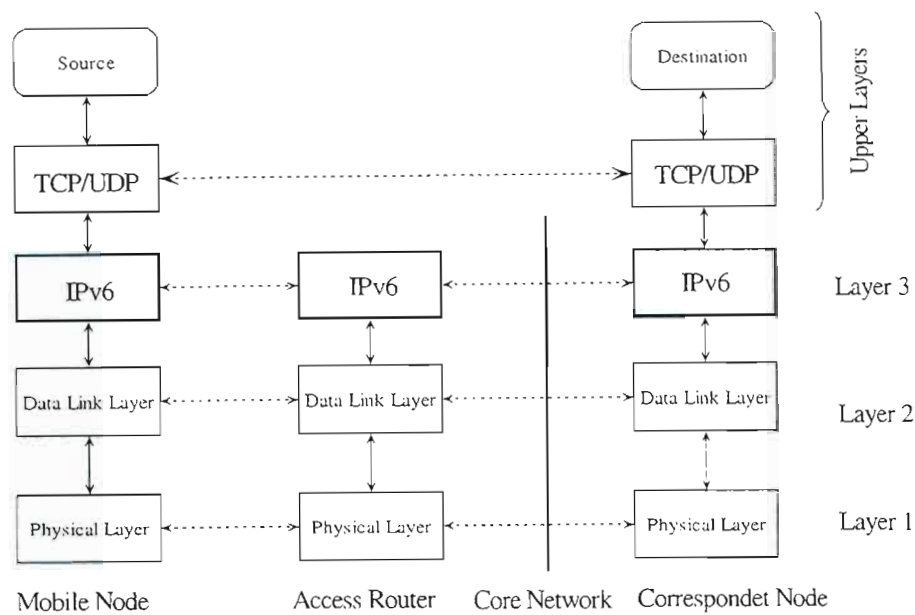 Source
Destination
Upper Layers
TCP/UDP
TCP/UDP
IPv6
IPv6
IPv6
Layer 3
Data Link Layer
Data Link Layer
Data Link Layer
Layer 2
Physical Layer
Physical Layer
Physical Layer
Layer 1
Mobile Node
Access Router
Core Network
Correspondet Node